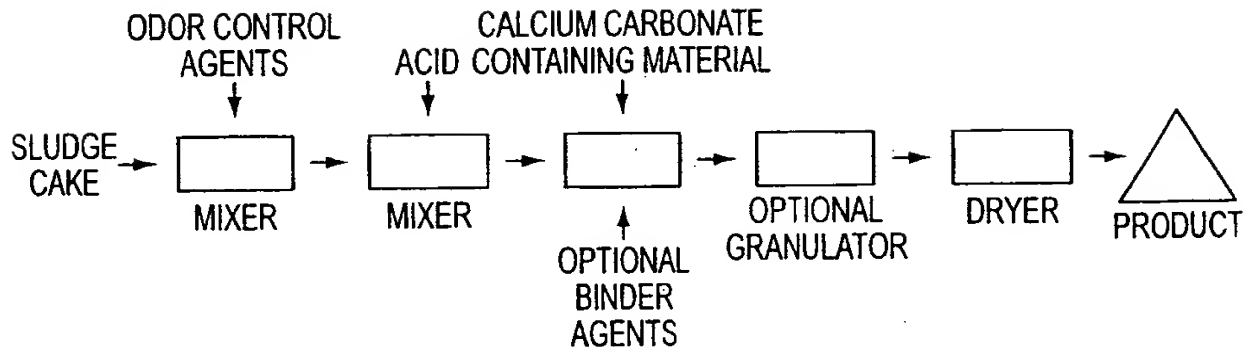 ODOR CONTROL
AGENTS
ACID
CALCIUM CARBONATE
CONTAINING MATERIAL
SLUDGE
CAKE
MIXER
MIXER
OPTIONAL
BINDER
AGENTS
OPTIONAL
GRANULATOR
DRYER
PRODUCT